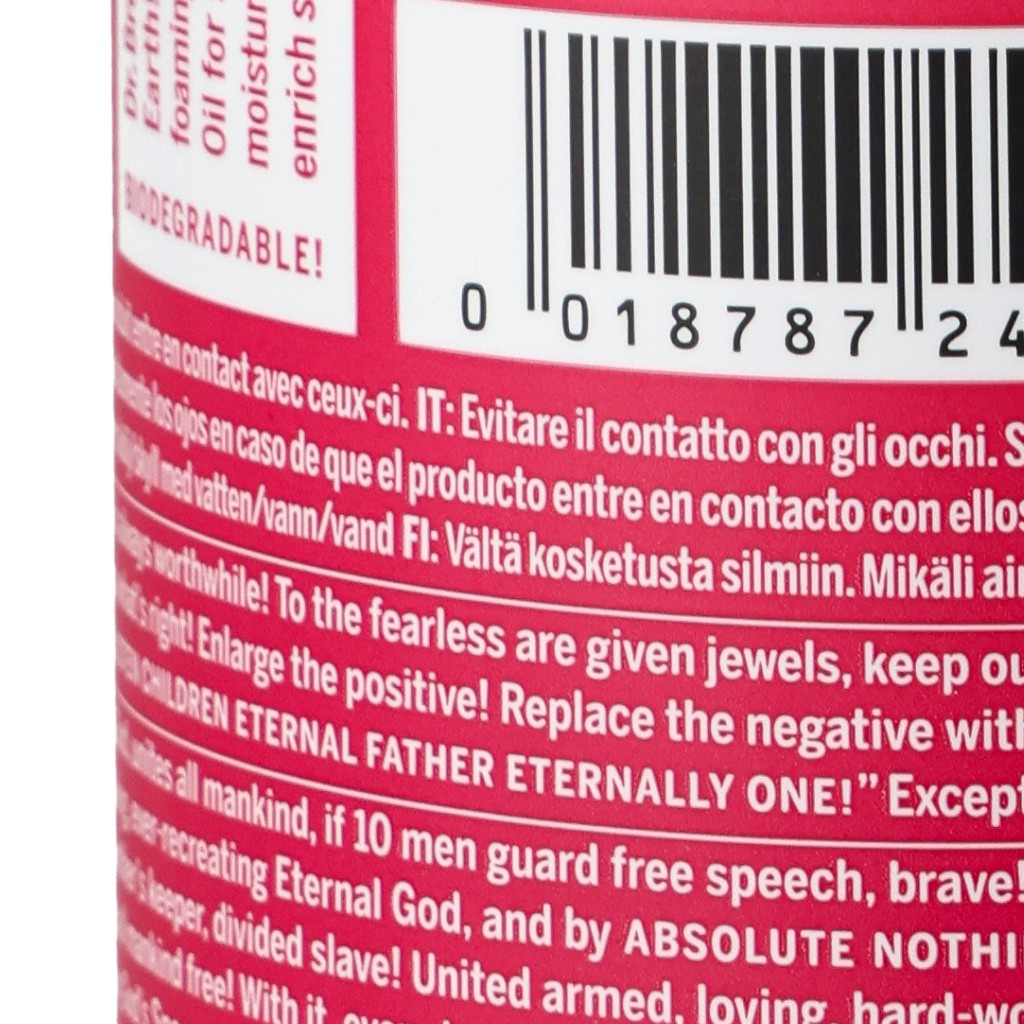 Earth
foaming
Oil for
moistur
enrich s
BIODEGRADABLE!
0 018787 24
entre en contact avec ceux-ci. IT: Evitare il contatto con gli occhi. S
los ojos en caso de que el producto entre en contacto con ellos
med vatten/vann/vand FI: Vältä kosketusta silmiin. Mikäli ain
worthwhile! To the fearless are given jewels, keep ou
right! Enlarge the positive! Replace the negative with
CHILDREN ETERNAL FATHER ETERNALLY ONE!” Except
unites all mankind, if 10 men guard free speech, brave!
ever-recreating Eternal God, and by ABSOLUTE NOTHI
keeper, divided slave! United armed, loving, hard-wo
free! With it,